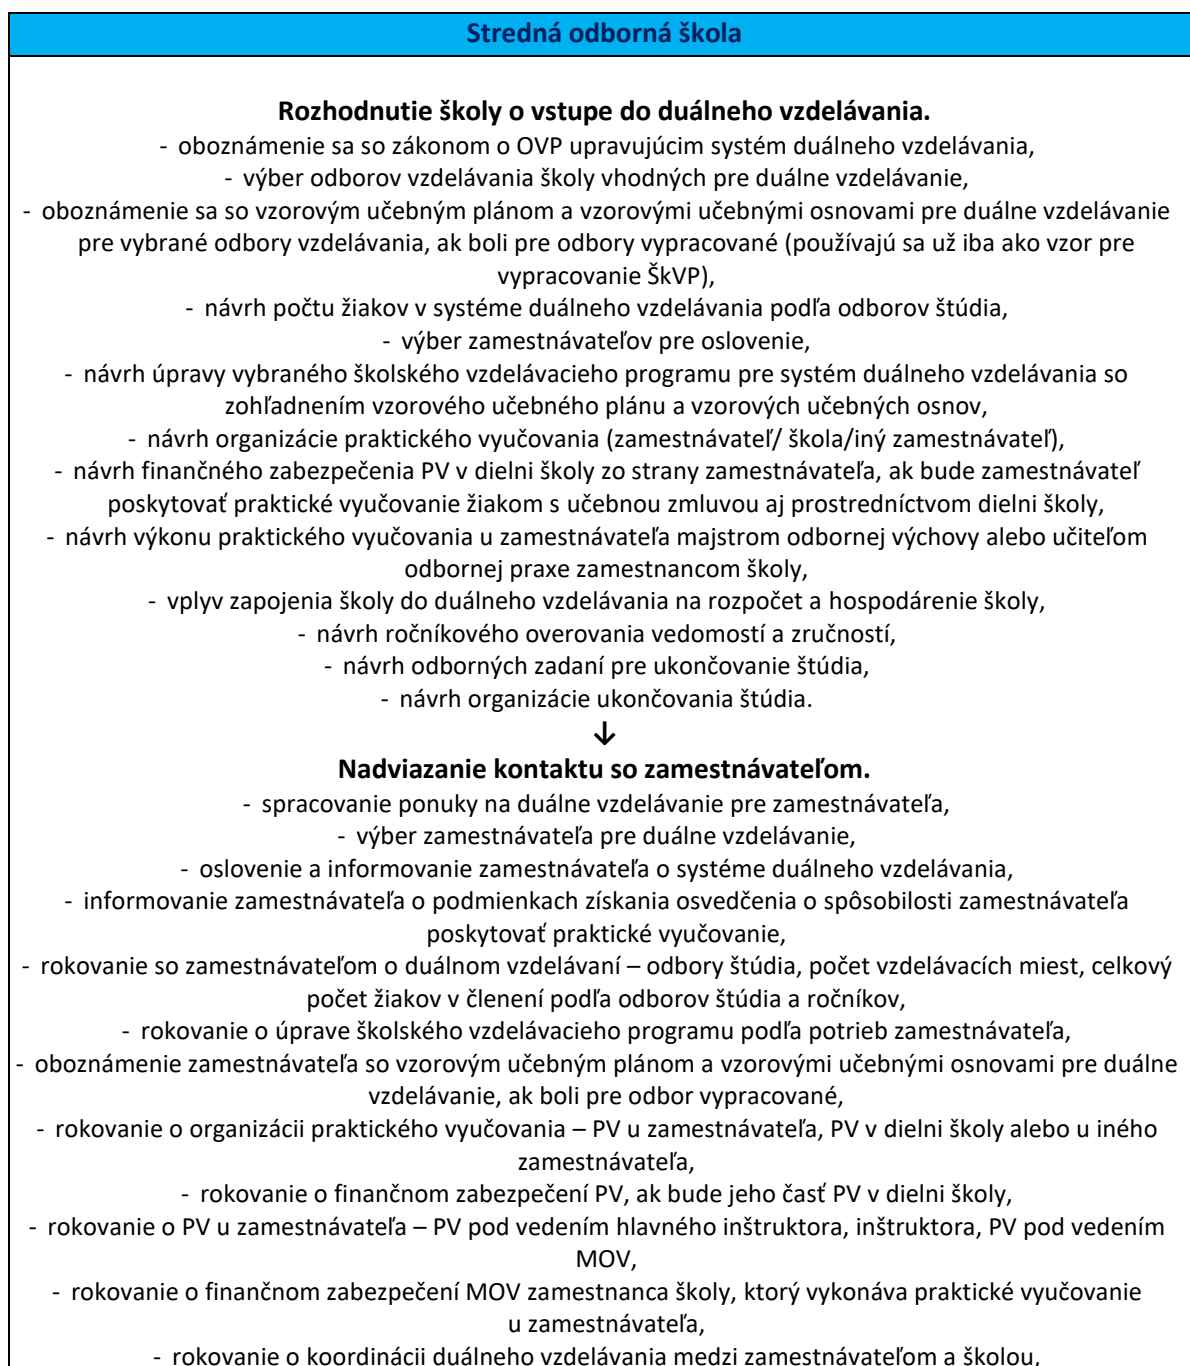 Stredná odborná škola
Rozhodnutie školy o vstupe do duálneho vzdelávania.
- oboznámenie sa so zákonom o OVP upravujúcim systém duálneho vzdelávania,
- výber odborov vzdelávania školy vhodných pre duálne vzdelávanie,
- oboznámenie sa so vzorovým učebným plánom a vzorovými učebnými osnovami pre duálne vzdelávanie
pre vybrané odbory vzdelávania, ak boli pre odbory vypracované (používajú sa už iba ako vzor pre
vypracovanie ŠkVP),
- návrh počtu žiakov v systéme duálneho vzdelávania podľa odborov štúdia,
- výber zamestnávateľov pre oslovenie,
- návrh úpravy vybraného školského vzdelávacieho programu pre systém duálneho vzdelávania so
zohľadnením vzorového učebného plánu a vzorových učebných osnov,
- návrh organizácie praktického vyučovania (zamestnávateľ/ škola/iný zamestnávateľ),
- návrh finančného zabezpečenia PV v dielni školy zo strany zamestnávateľa, ak bude zamestnávateľ
poskytovať praktické vyučovanie žiakom s učebnou zmluvou aj prostredníctvom dielni školy,
- návrh výkonu praktického vyučovania u zamestnávateľa majstrom odbornej výchovy alebo učiteľom
odbornej praxe zamestnancom školy,
- vplyv zapojenia školy do duálneho vzdelávania na rozpočet a hospodárenie školy,
- návrh ročníkového overovania vedomostí a zručností,
- návrh odborných zadaní pre ukončovanie štúdia,
- návrh organizácie ukončovania štúdia.
↓
Nadviazanie kontaktu so zamestnávateľom.
- spracovanie ponuky na duálne vzdelávanie pre zamestnávateľa,
- výber zamestnávateľa pre duálne vzdelávanie,
- oslovenie a informovanie zamestnávateľa o systéme duálneho vzdelávania,
- informovanie zamestnávateľa o podmienkach získania osvedčenia o spôsobilosti zamestnávateľa
poskytovať praktické vyučovanie,
- rokovanie so zamestnávateľom o duálnom vzdelávaní – odbory štúdia, počet vzdelávacích miest, celkový
počet žiakov v členení podľa odborov štúdia a ročníkov,
- rokovanie o úprave školského vzdelávacieho programu podľa potrieb zamestnávateľa,
- oboznámenie zamestnávateľa so vzorovým učebným plánom a vzorovými učebnými osnovami pre duálne
vzdelávanie, ak boli pre odbor vypracované,
- rokovanie o organizácii praktického vyučovania – PV u zamestnávateľa, PV v dielni školy alebo u iného
zamestnávateľa,
- rokovanie o finančnom zabezpečení PV, ak bude jeho časť PV v dielni školy,
- rokovanie o PV u zamestnávateľa – PV pod vedením hlavného inštruktora, inštruktora, PV pod vedením
MOV,
- rokovanie o finančnom zabezpečení MOV zamestnanca školy, ktorý vykonáva praktické vyučovanie
u zamestnávateľa,
- rokovanie o koordinácii duálneho vzdelávania medzi zamestnávateľom a školou,